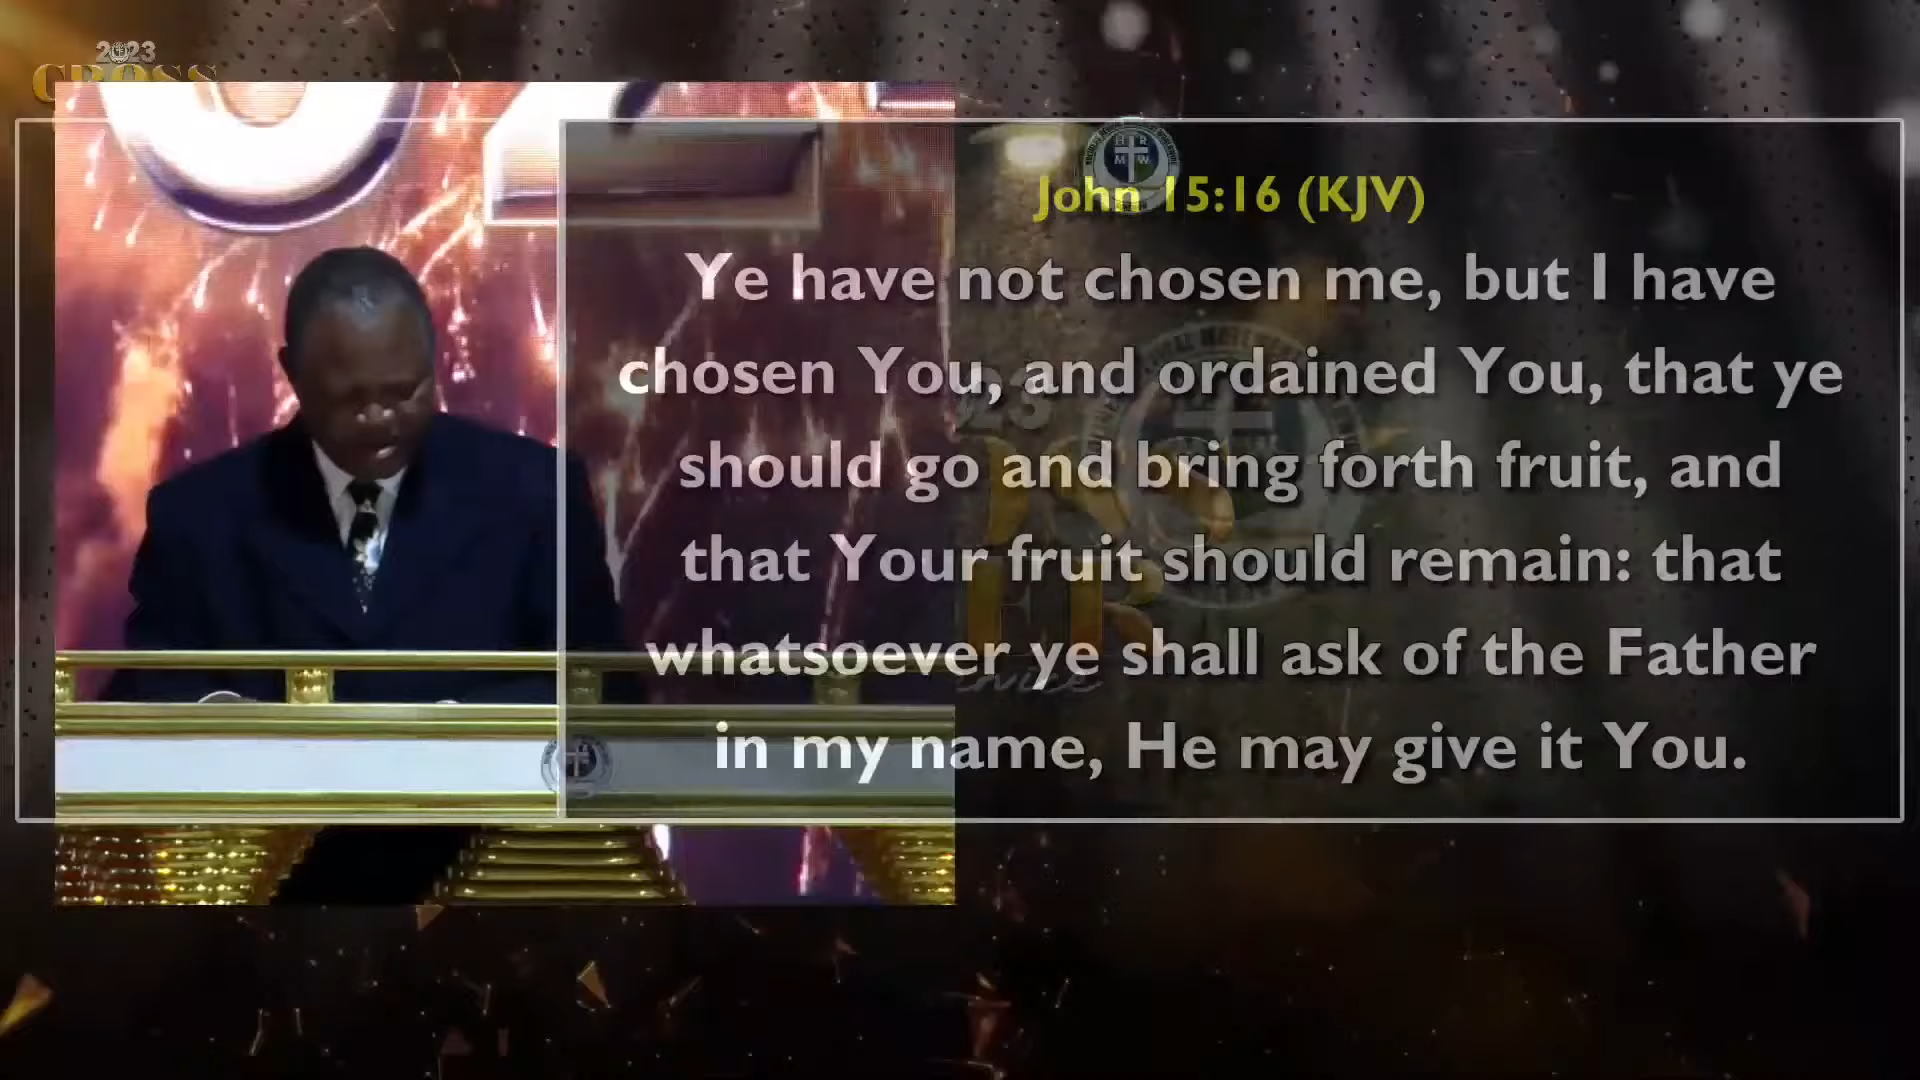 2023
CROSS
John 15:16 (KJV)
Ye have not chosen me, but I have
chosen You, and ordained You, that ye
should go and bring forth fruit, and
that Your fruit should remain: that
whatsoever ye shall ask of the Father
in my name, He may give it You.